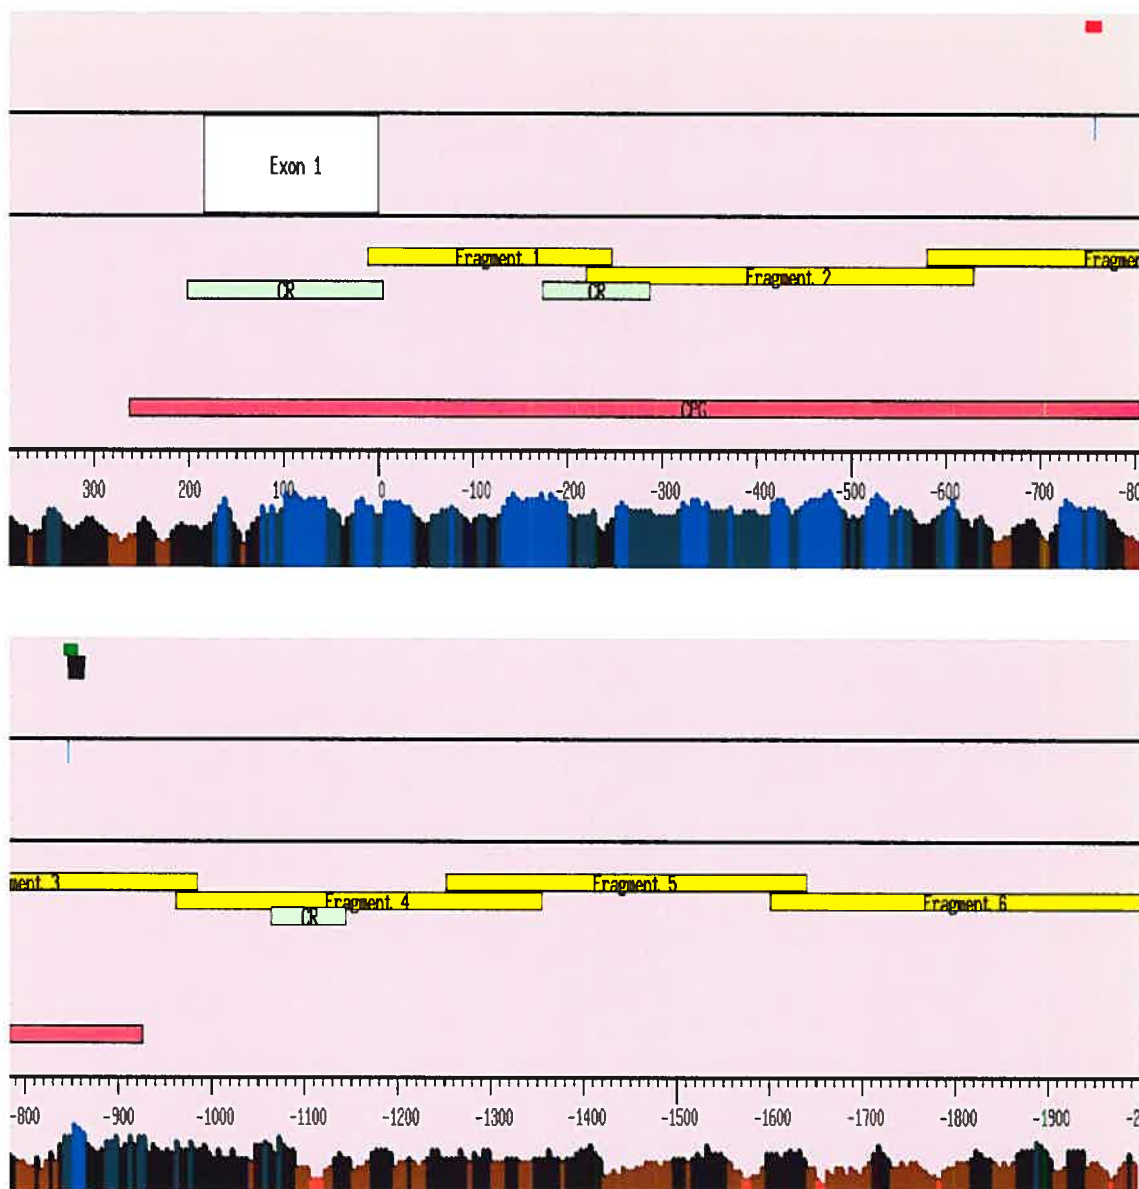 Exon 1
Fragment 1
Fragmen
Fragment 2
CR
CR
CPG
300 200 100 0 -100 -200 -300 -400 -500 -600 -700 -80
ment 3
Fragment 5
Fragment 4
Fragment 6
CR
-800 -900 -1000 -1100 -1200 -1300 -1400 -1500 -1600 -1700 -1800 -1900 -2